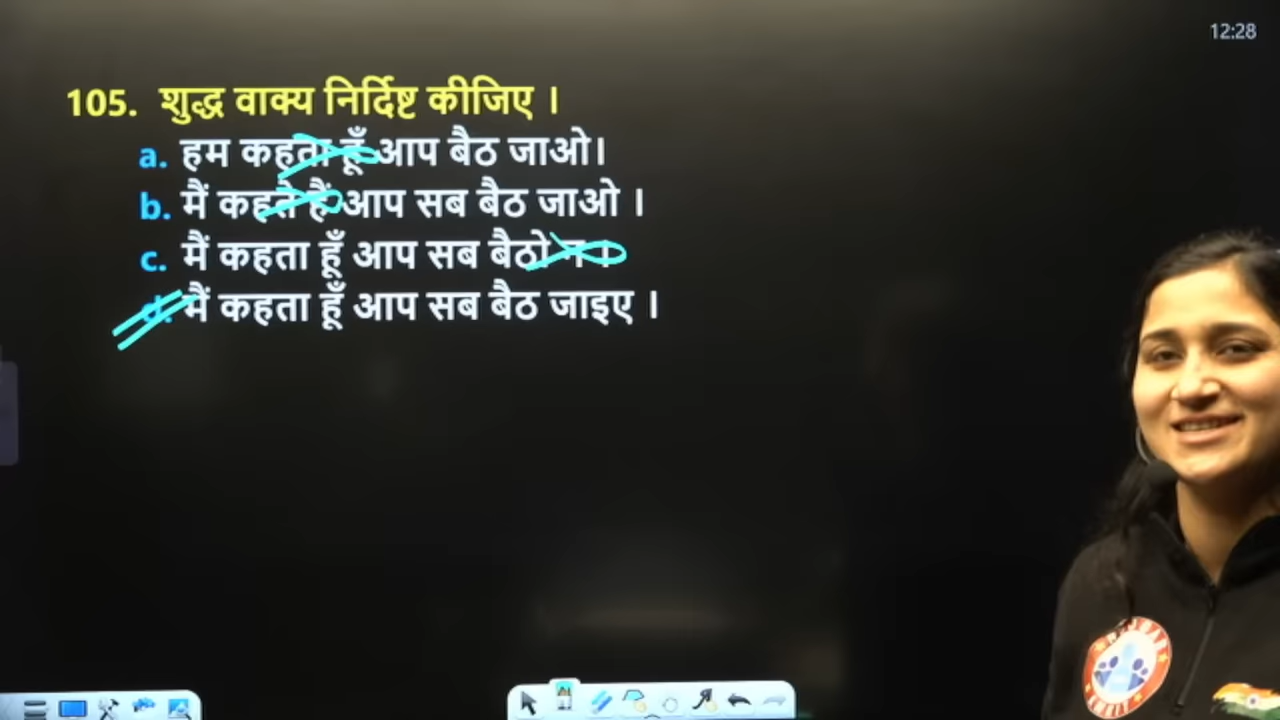 12:28
105. शुद्ध वाक्य निर्दिष्ट कीजिए ।
a. हम कहता हूँ आप बैठ जाओ।
b. मैं कहते हैं आप सब बैठ जाओ ।
c. मैं कहता हूँ आप सब बैठो न ।
d. मैं कहता हूँ आप सब बैठ जाइए ।